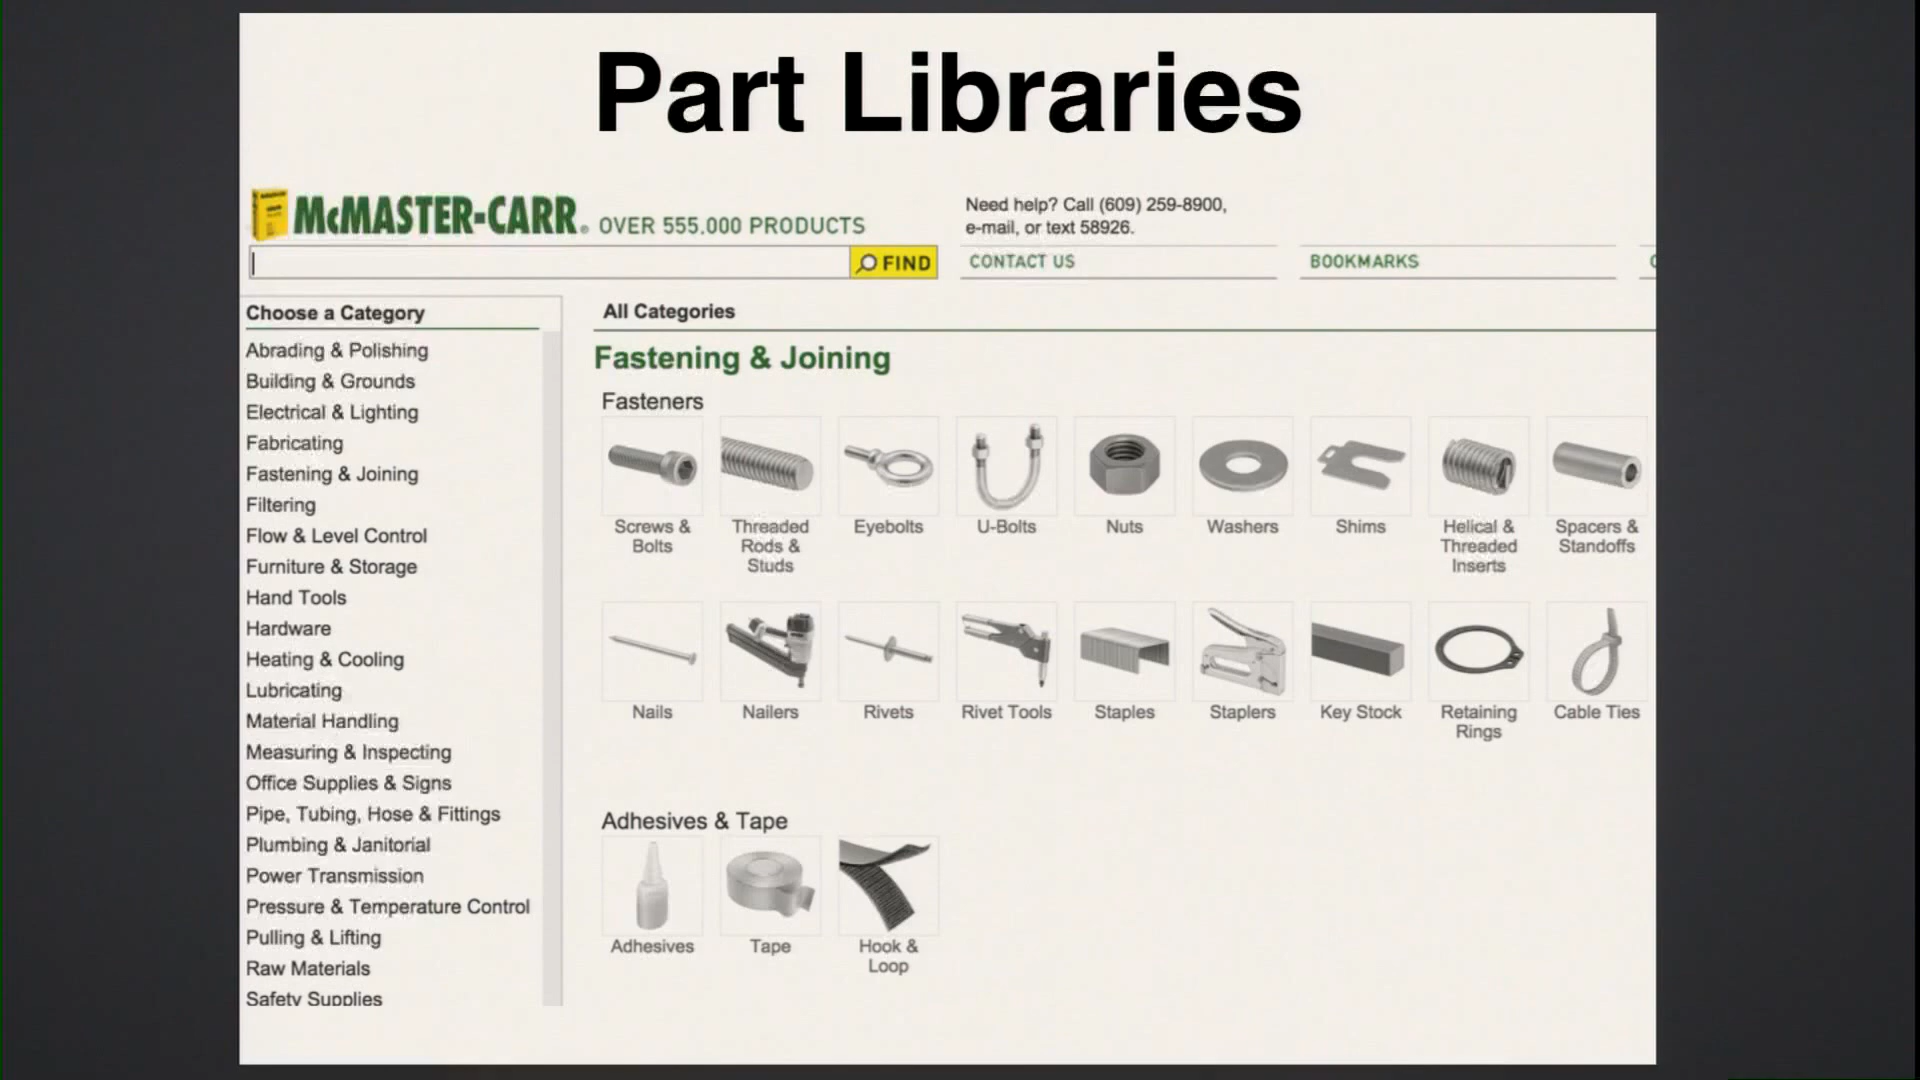 Part Libraries
McMASTER-CARR® OVER 555,000 PRODUCTS
Need help? Call (609) 259-8900,
e-mail, or text 58926.
FIND
CONTACT US
BOOKMARKS
Choose a Category
Abrading & Polishing
Building & Grounds
Electrical & Lighting
Fabricating
Fastening & Joining
Filtering
Flow & Level Control
Furniture & Storage
Hand Tools
Hardware
Heating & Cooling
Lubricating
Material Handling
Measuring & Inspecting
Office Supplies & Signs
Pipe, Tubing, Hose & Fittings
Plumbing & Janitorial
Power Transmission
Pressure & Temperature Control
Pulling & Lifting
Raw Materials
Safety Supplies
All Categories
Fastening & Joining
Fasteners
Screws &
Bolts
Threaded
Rods &
Studs
Eyebolts
U-Bolts
Nuts
Washers
Shims
Helical &
Threaded
Inserts
Spacers &
Standoffs
Nails
Nailers
Rivets
Rivet Tools
Staples
Staplers
Key Stock
Retaining
Rings
Cable Ties
Adhesives & Tape
Adhesives
Tape
Hook &
Loop